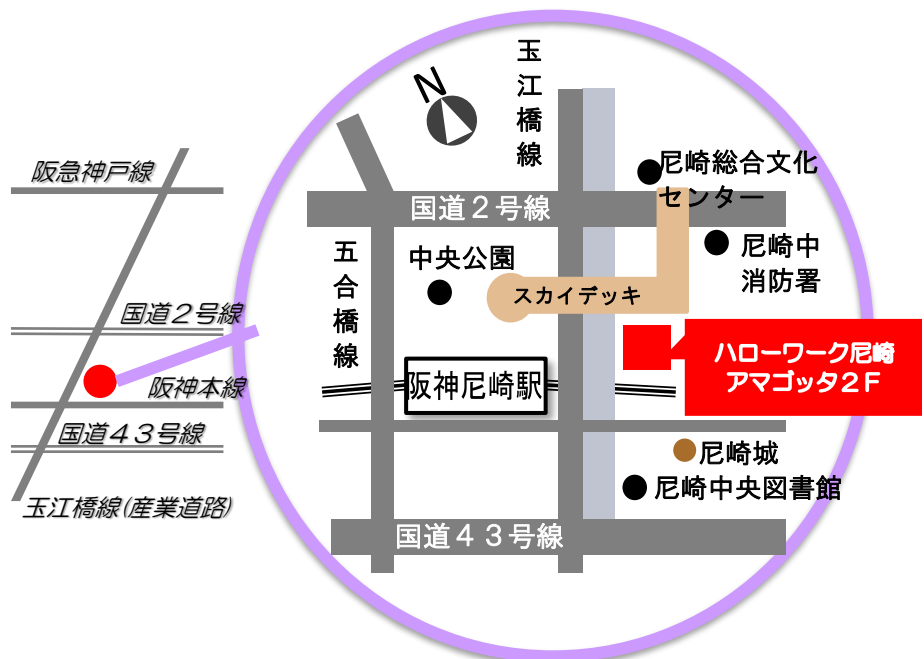 N
玉江橋線
尼崎総合文化
センター
国道２号線
尼崎中
消防署
五合橋線
中央公園
スカイデッキ
ハローワーク尼崎
アマゴッタ２Ｆ
阪神尼崎駅
尼崎城
尼崎中央図書館
国道４３号線
阪急神戸線
国道２号線
阪神本線
国道４３号線
玉江橋線(産業道路)